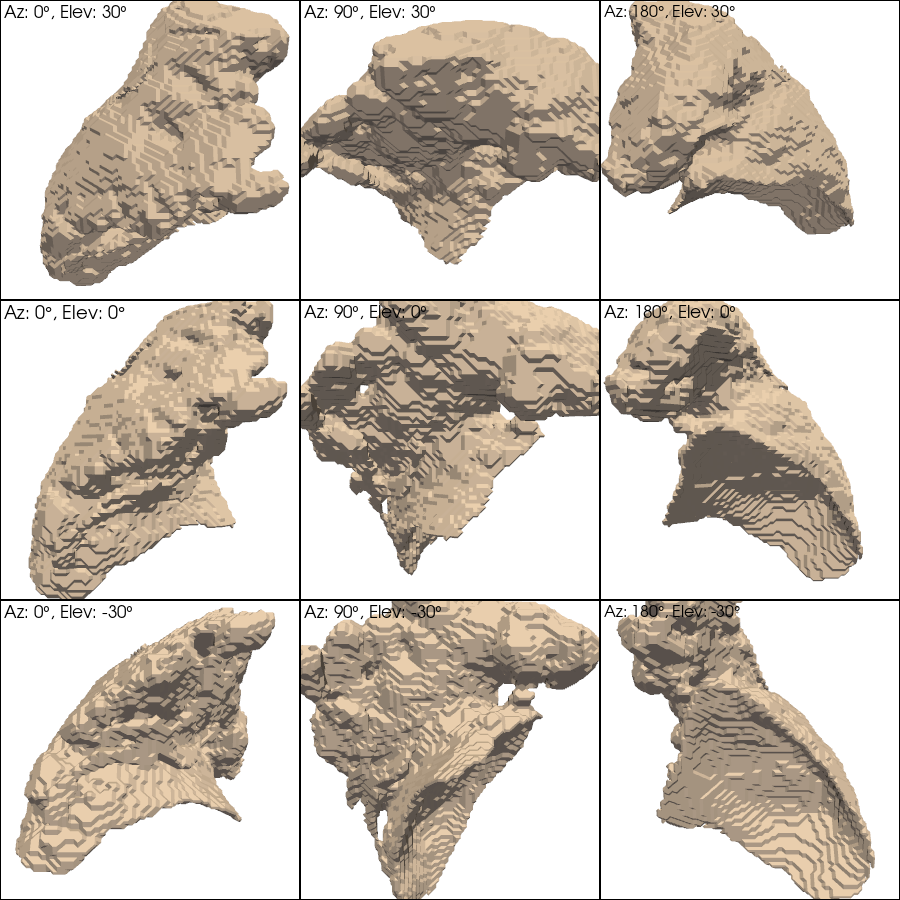 Az: 0°, Elev: 30°
Az: 90°, Elev: 30°
Az: 180°, Elev: 30°
Az: 0°, Elev: 0°
Az: 90°, Elev: 0°
Az: 180°, Elev: 0°
Az: 0°, Elev: -30°
Az: 90°, Elev: -30°
Az: 180°, Elev: -30°